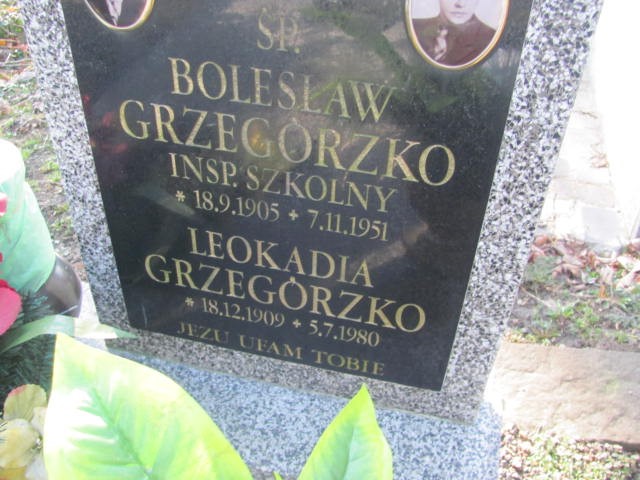 ŚP.
BOLESŁAW
GRZEGÓRZKO
INSP. SZKOLNY
* 18.9.1905 + 7.11.1951
LEOKADIA
GRZEGÓRZKO
* 18.12.1909 + 5.7.1980
JEZU UFAM TOBIE